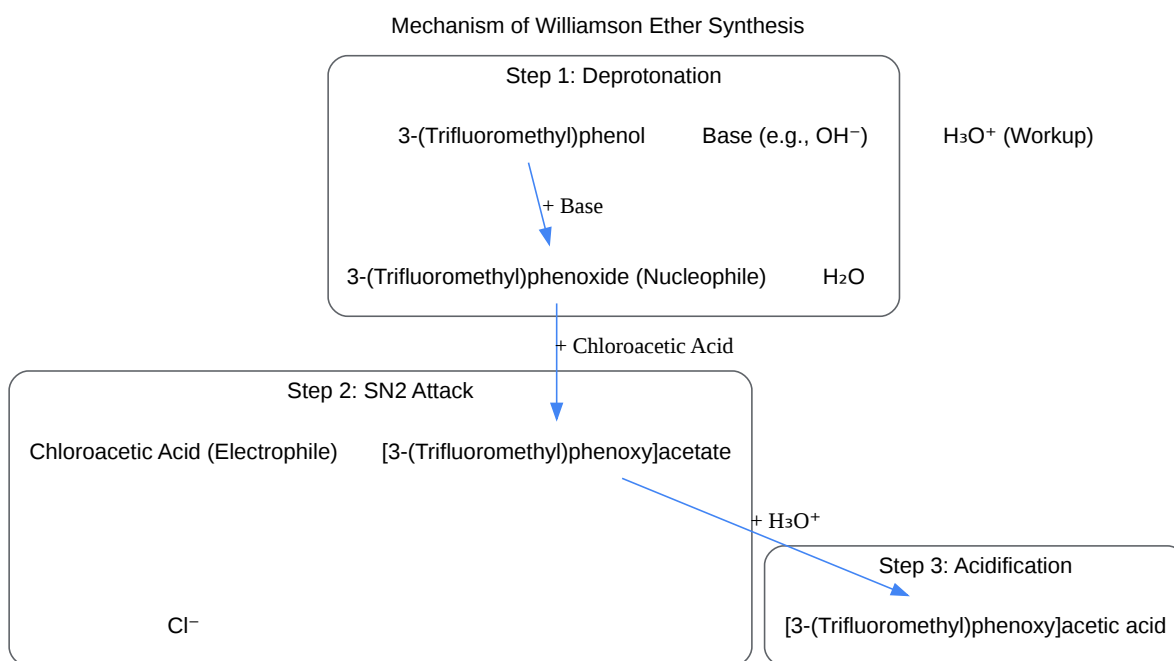 Mechanism of Williamson Ether Synthesis
Step 1: Deprotonation
3-(Trifluoromethyl)phenol
Base (e.g., OH⁻)
H₃O⁺ (Workup)
+ Base
3-(Trifluoromethyl)phenoxide (Nucleophile)
H₂O
+ Chloroacetic Acid
Step 2: SN2 Attack
Chloroacetic Acid (Electrophile)
[3-(Trifluoromethyl)phenoxy]acetate
+ H₃O⁺
Step 3: Acidification
Cl⁻
[3-(Trifluoromethyl)phenoxy]acetic acid